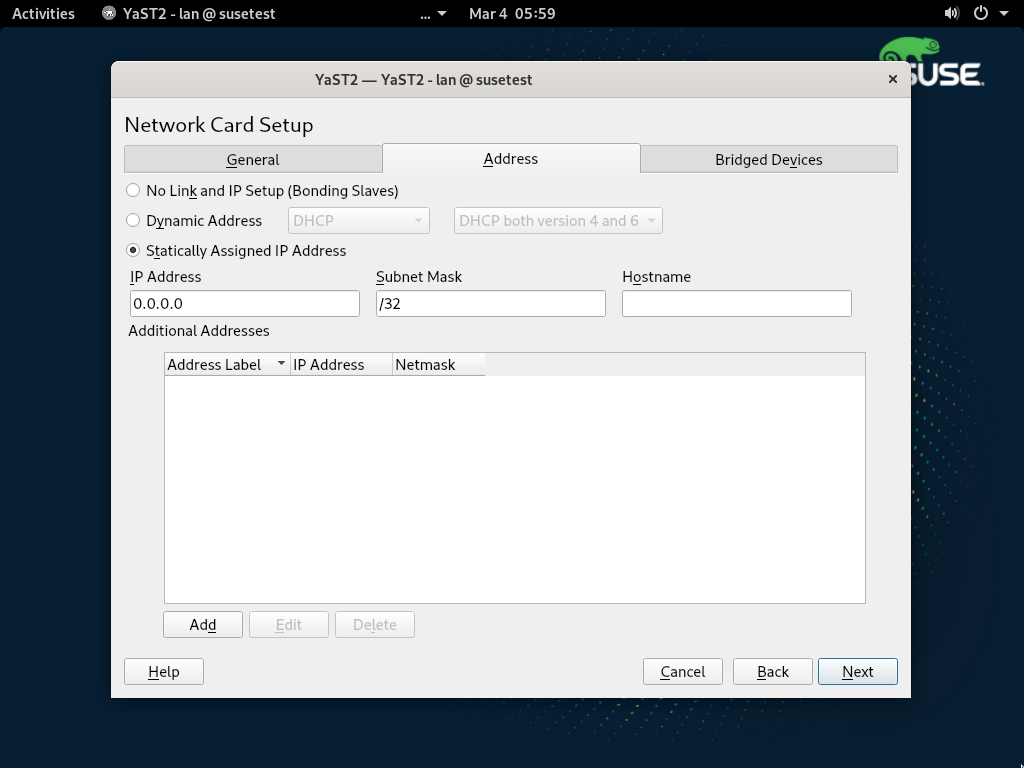 Activities YaST2 - lan @ susetest ... Mar 4 05:59
SUSE
YaST2 — YaST2 - lan @ susetest ×
Network Card Setup
General Address Bridged Devices
No Link and IP Setup (Bonding Slaves)
Dynamic Address DHCP DHCP both version 4 and 6
Statically Assigned IP Address
IP Address Subnet Mask Hostname
0.0.0.0 /32
Additional Addresses
Address Label IP Address Netmask
Add Edit Delete
Help Cancel Back Next